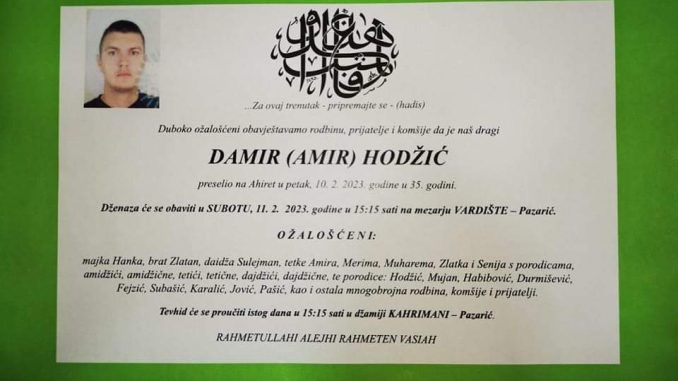 ...Za ovaj trenutak - pripremajte se - (hadis)
Duboko ožalošćeni obavještavamo rodbinu, prijatelje i komšije da je naš dragi
DAMIR (AMIR) HODŽIĆ
preselio na Ahiret u petak, 10. 2. 2023. godine u 35. godini.
Dženaza će se obaviti u SUBOTU, 11. 2. 2023. godine u 15:15 sati na mezarju VARDIŠTE – Pazarić.
OŽALOŠĆENI:
majka Hanka, brat Zlatan, daidža Sulejman, tetke Amira, Merima, Muharema, Zlatka i Senija s porodicama,
amidžići, amidžične, tetići, tetične, dajdžići, dajdžične, te porodice: Hodžić, Mujan, Habibović, Durmišević,
Fejzić, Subašić, Karalić, Jović, Pašić, kao i ostala mnogobrojna rodbina, komšije i prijatelji.
Tevhid će se proučiti istog dana u 15:15 sati u džamiji KAHRIMANI – Pazarić.
RAHMETULLAHI ALEJHI RAHMETEN VASIAH